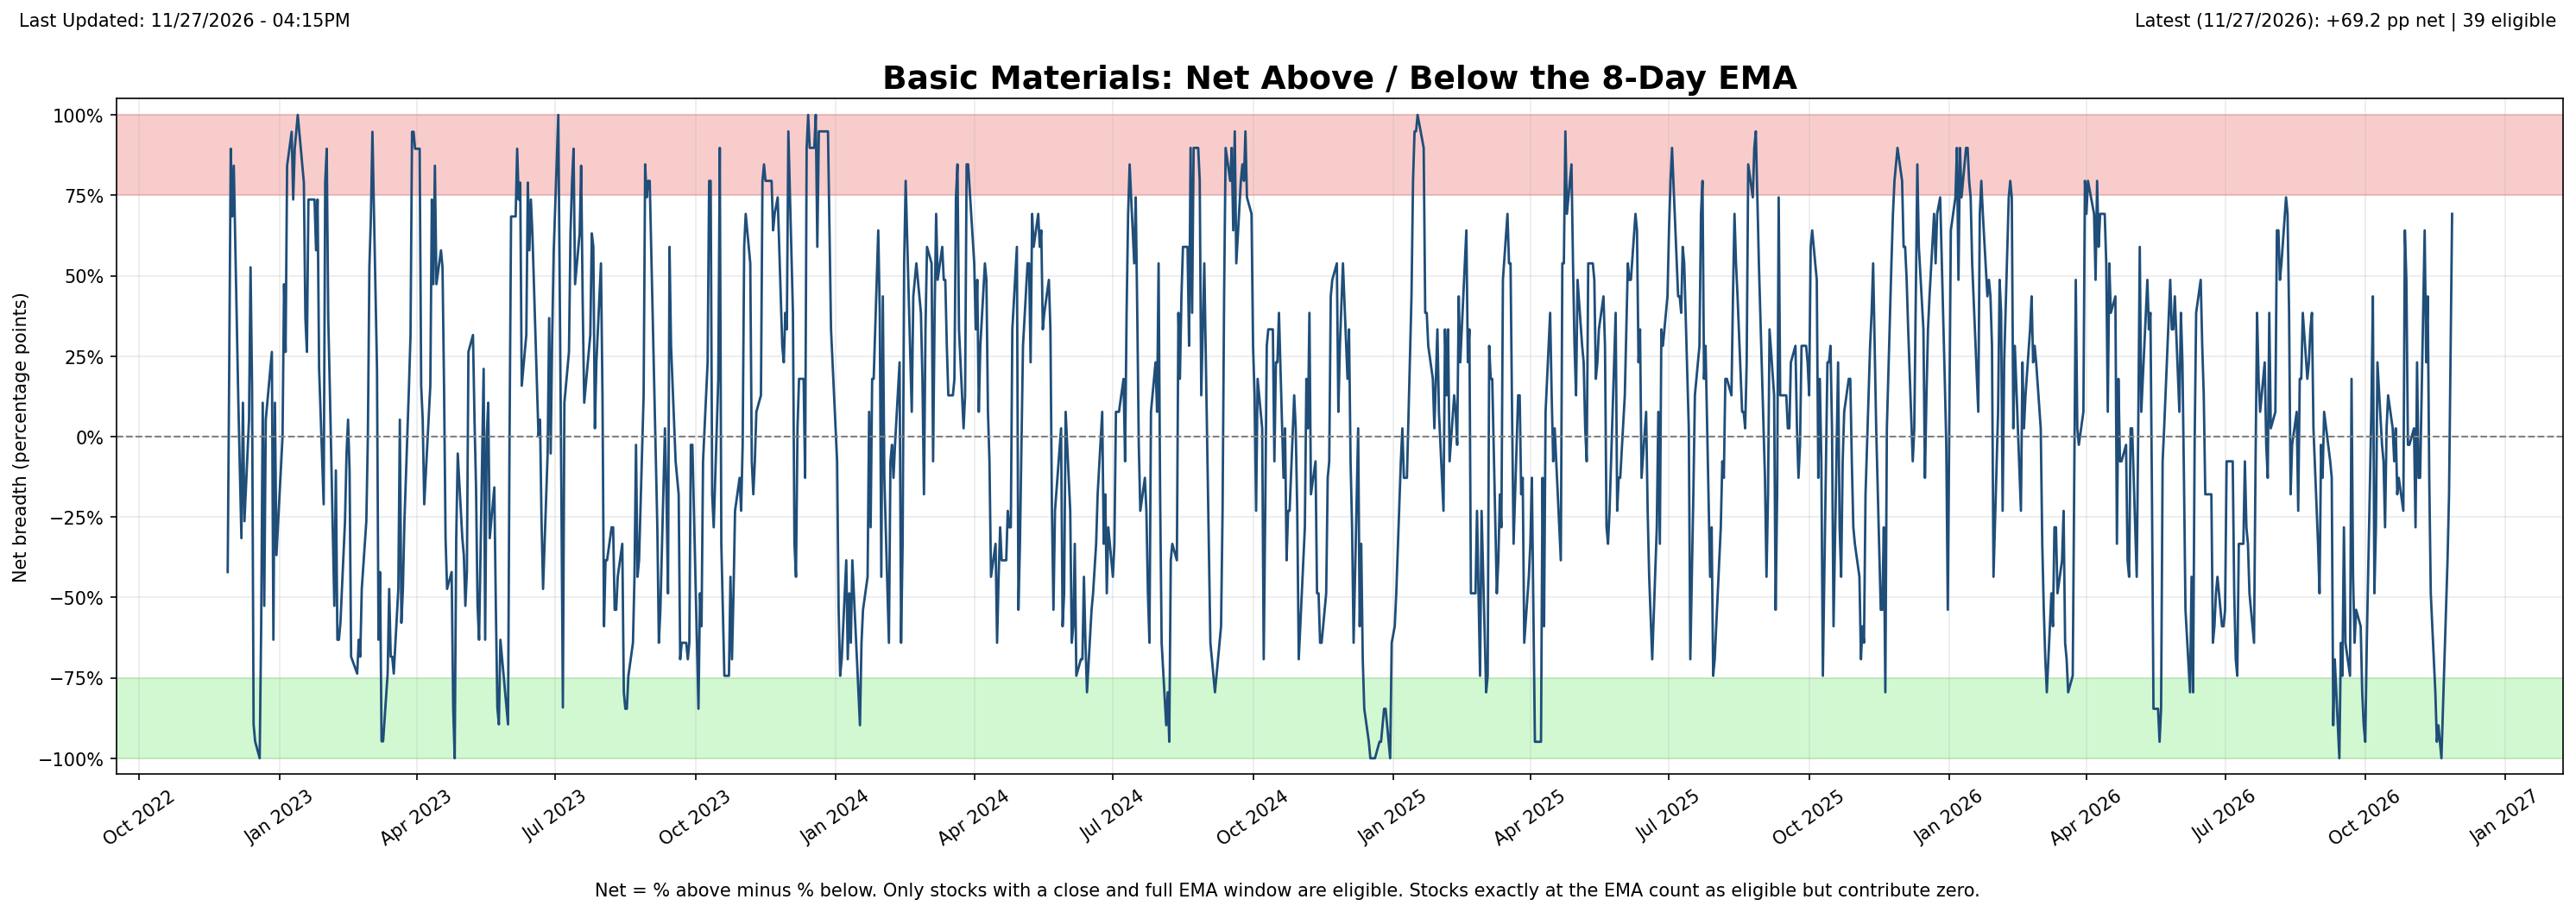 Last Updated: 11/27/2026 - 04:15PM
Latest (11/27/2026): +69.2 pp net | 39 eligible
Basic Materials: Net Above / Below the 8-Day EMA
Net breadth (percentage points)
100%
75%
50%
25%
0%
−25%
−50%
−75%
−100%
Oct 2022
Jan 2023
Apr 2023
Jul 2023
Oct 2023
Jan 2024
Apr 2024
Jul 2024
Oct 2024
Jan 2025
Apr 2025
Jul 2025
Oct 2025
Jan 2026
Apr 2026
Jul 2026
Oct 2026
Jan 2027
Net = % above minus % below. Only stocks with a close and full EMA window are eligible. Stocks exactly at the EMA count as eligible but contribute zero.